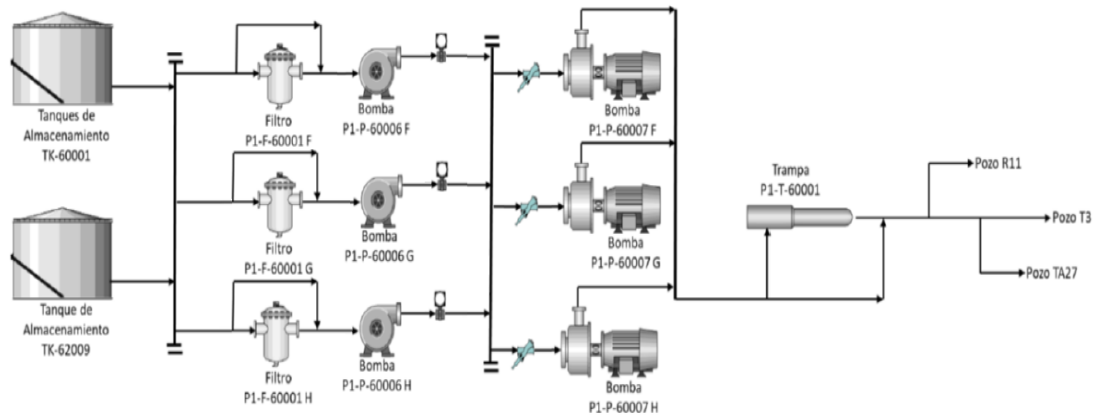 Tanques de
Almacenamiento
TK-60001
Tanque de
Almacenamiento
TK-62009
Filtro
P1-F-60001 F
Bomba
P1-P-60006 F
Filtro
P1-F-60001 G
Bomba
P1-P-60006 G
Filtro
P1-F-60001 H
Bomba
P1-P-60006 H
Bomba
P1-P-60007 F
Bomba
P1-P-60007 G
Bomba
P1-P-60007 H
Trampa
P1-T-60001
Pozo R11
Pozo T3
Pozo TA27